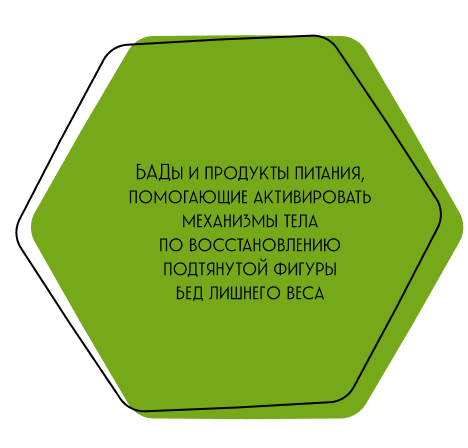 БАДы и продукты питания,
помогающие активировать
механизмы тела
по восстановлению
подтянутой фигуры
бед лишнего веса